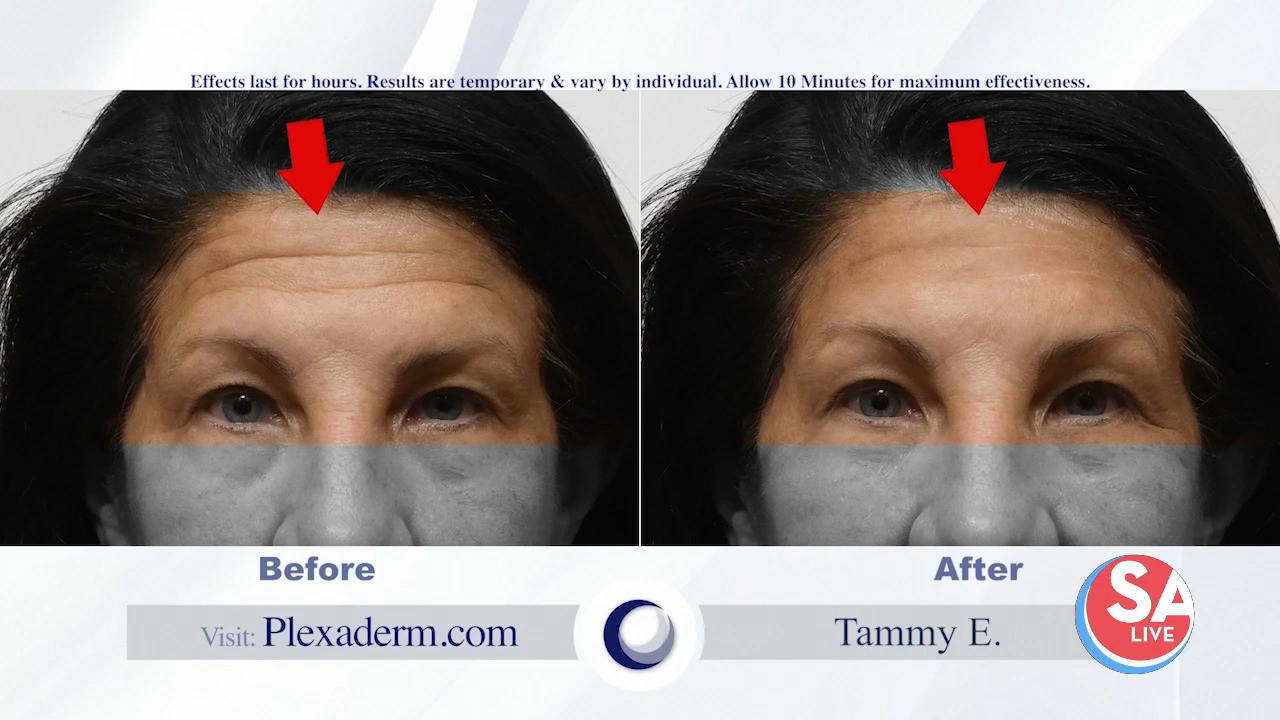 Effects last for hours. Results are temporary & vary by individual. Allow 10 Minutes for maximum effectiveness.
Before
After
Visit: Plexaderm.com
Tammy E.
SA
LIVE